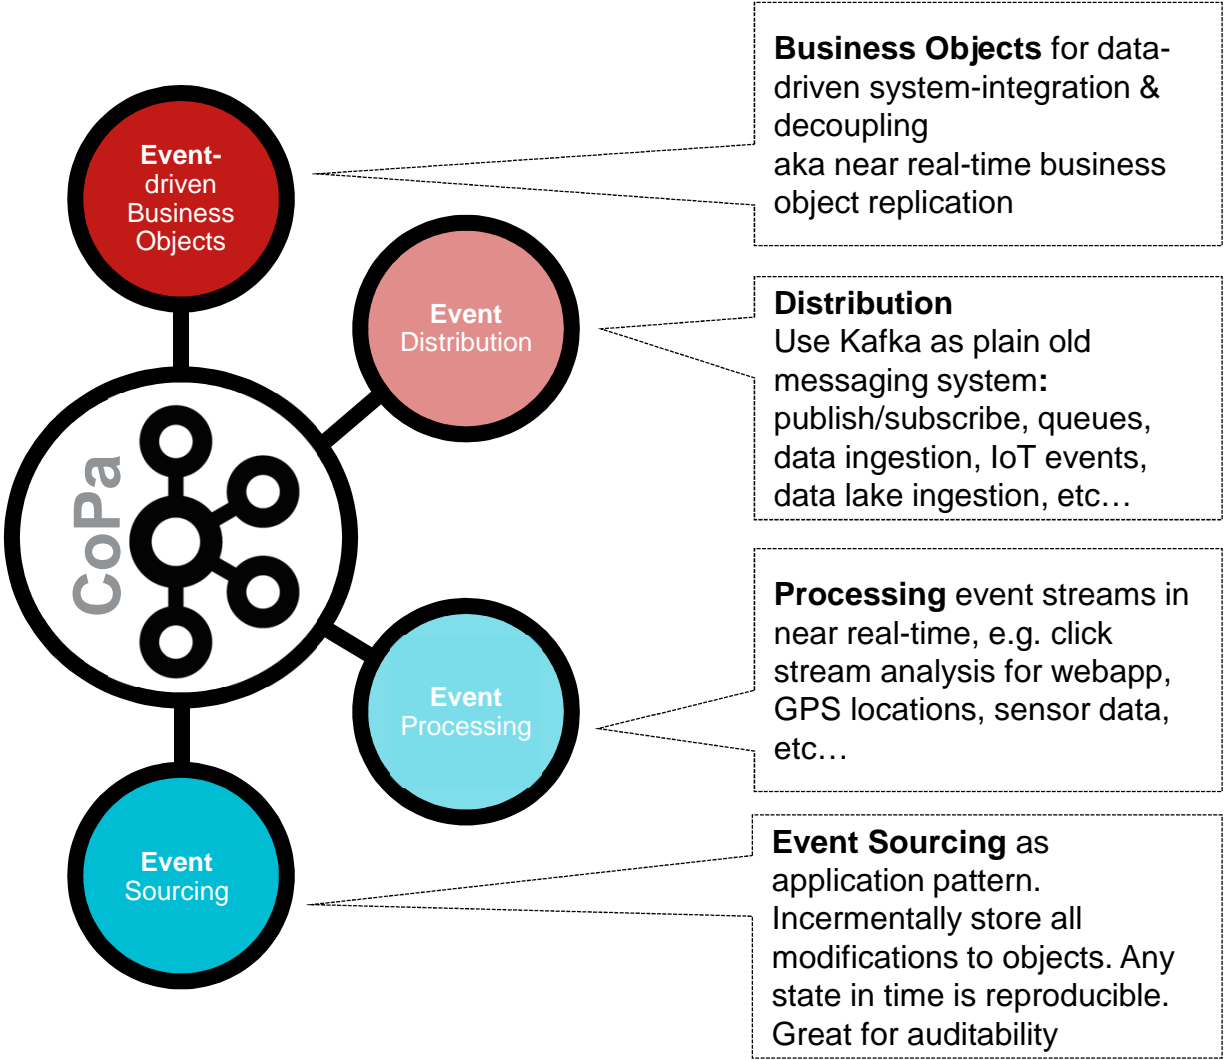 Business Objects for data-
driven system-integration &
decoupling
aka near real-time business
object replication
Event-
driven
Business
Objects
Distribution
Use Kafka as plain old
messaging system:
publish/subscribe, queues,
data ingestion, IoT events,
data lake ingestion, etc…
Event
Distribution
CoPa
Processing event streams in
near real-time, e.g. click
stream analysis for webapp,
GPS locations, sensor data,
etc…
Event
Processing
Event Sourcing as
application pattern.
Incermentally store all
modifications to objects. Any
state in time is reproducible.
Great for auditability
Event
Sourcing